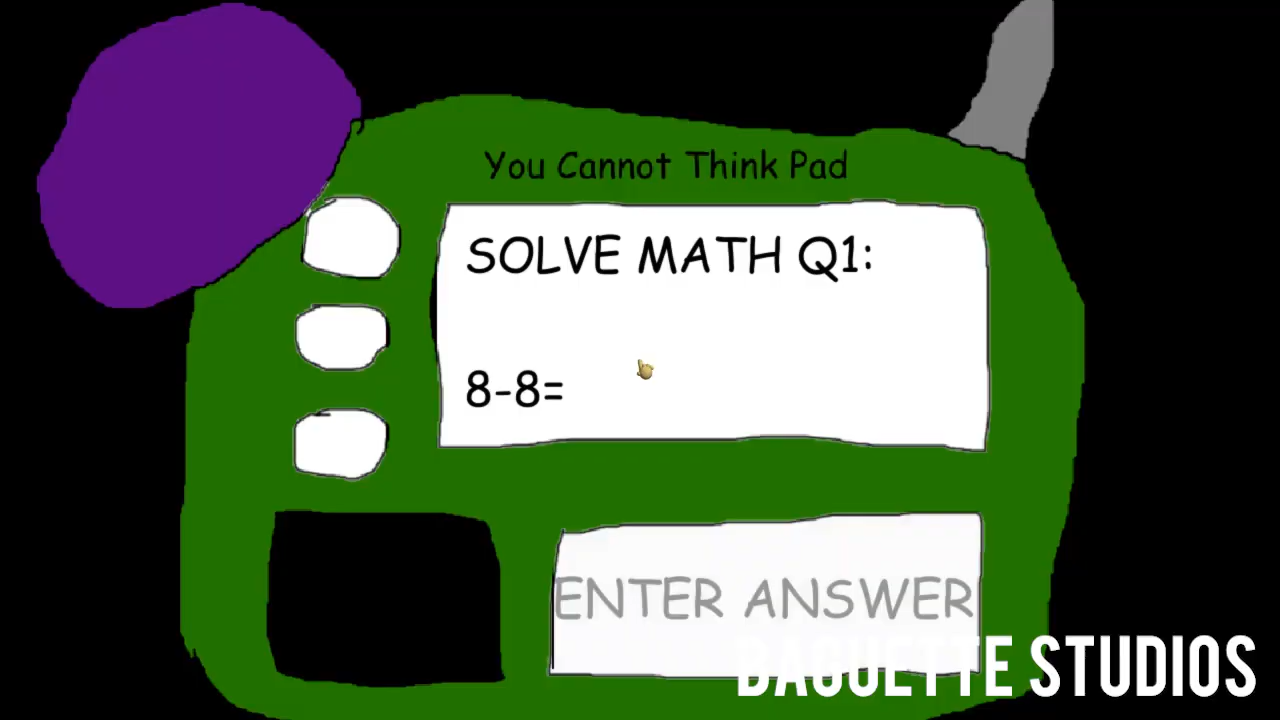 You Cannot Think Pad
SOLVE MATH Q1:
8-8=
ENTER ANSWER
BAGUETTE STUDIOS